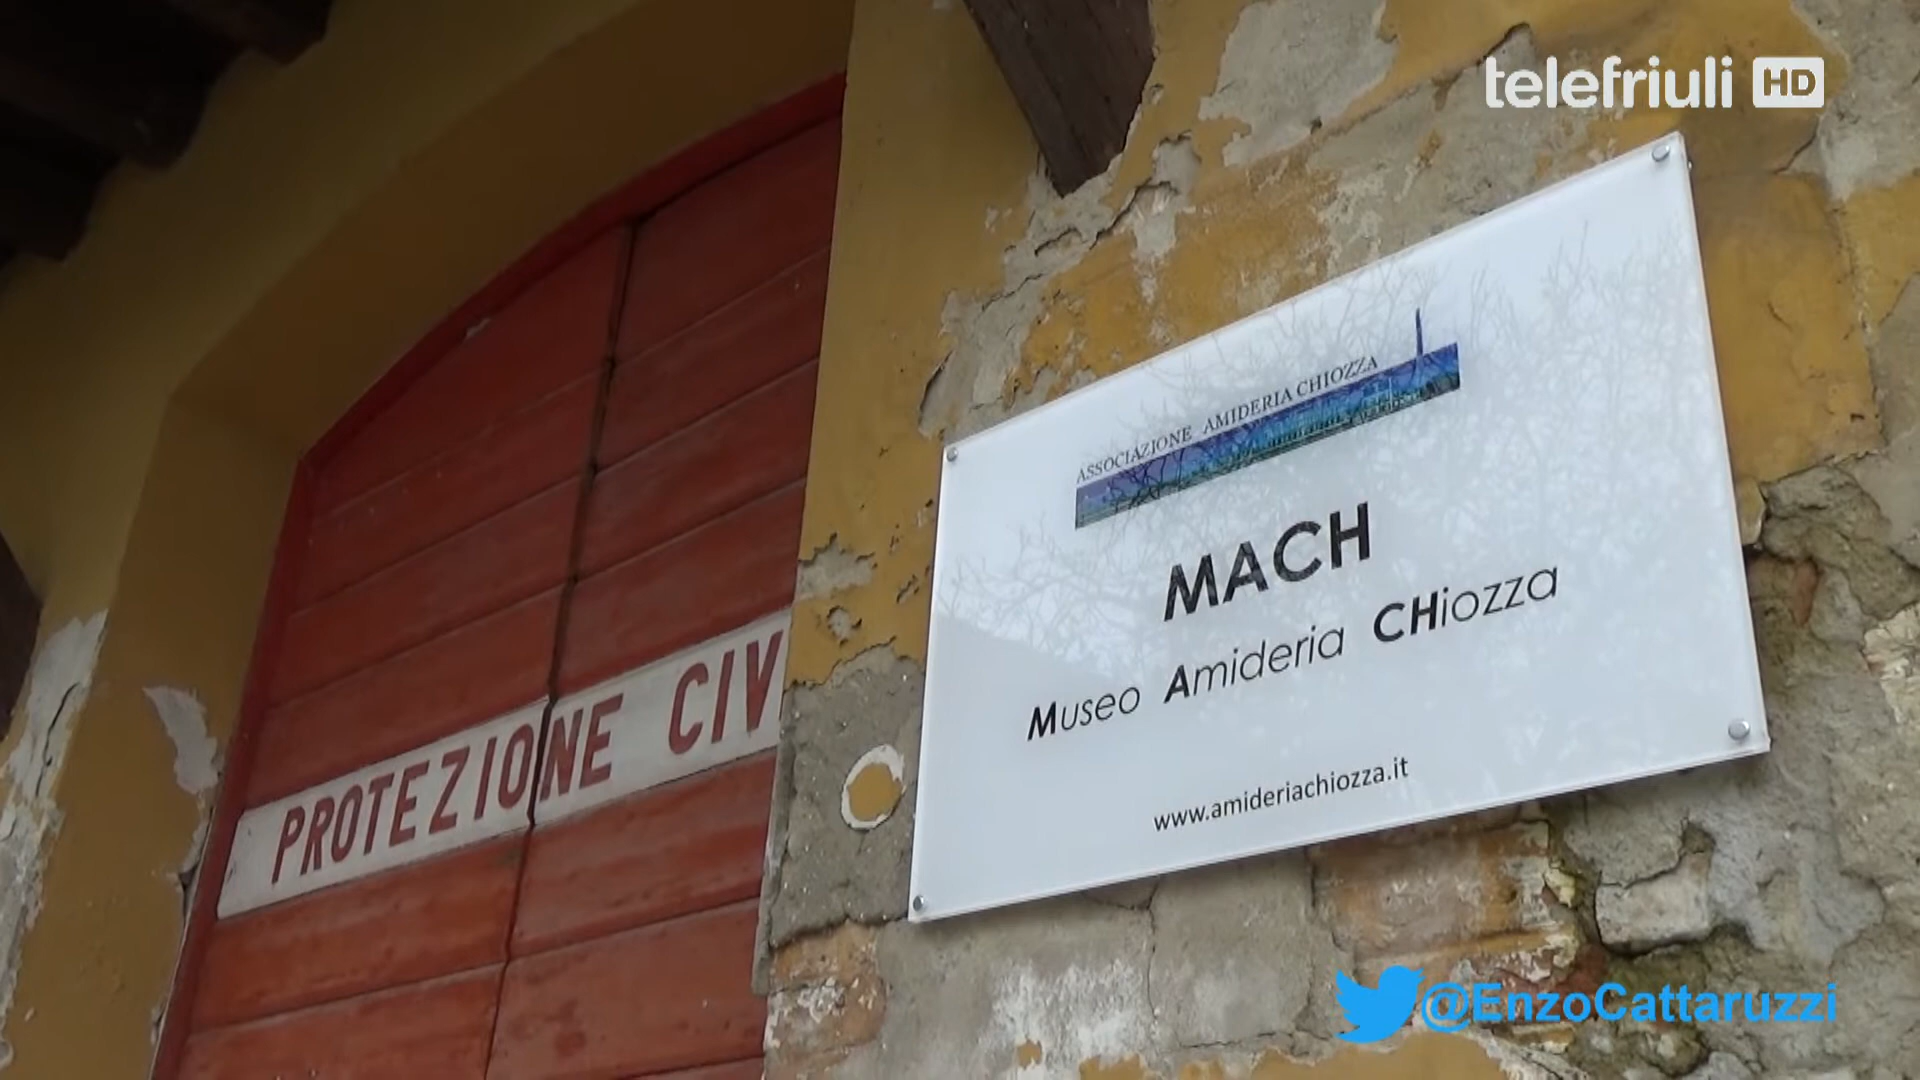 telefriuli HD
ASSOCIAZIONE AMIDERIA CHIOZZA
MACH
Museo Amideria CHiozza
www.amideriachiozza.it
PROTEZIONE CIV
@EnzoCattaruzzi